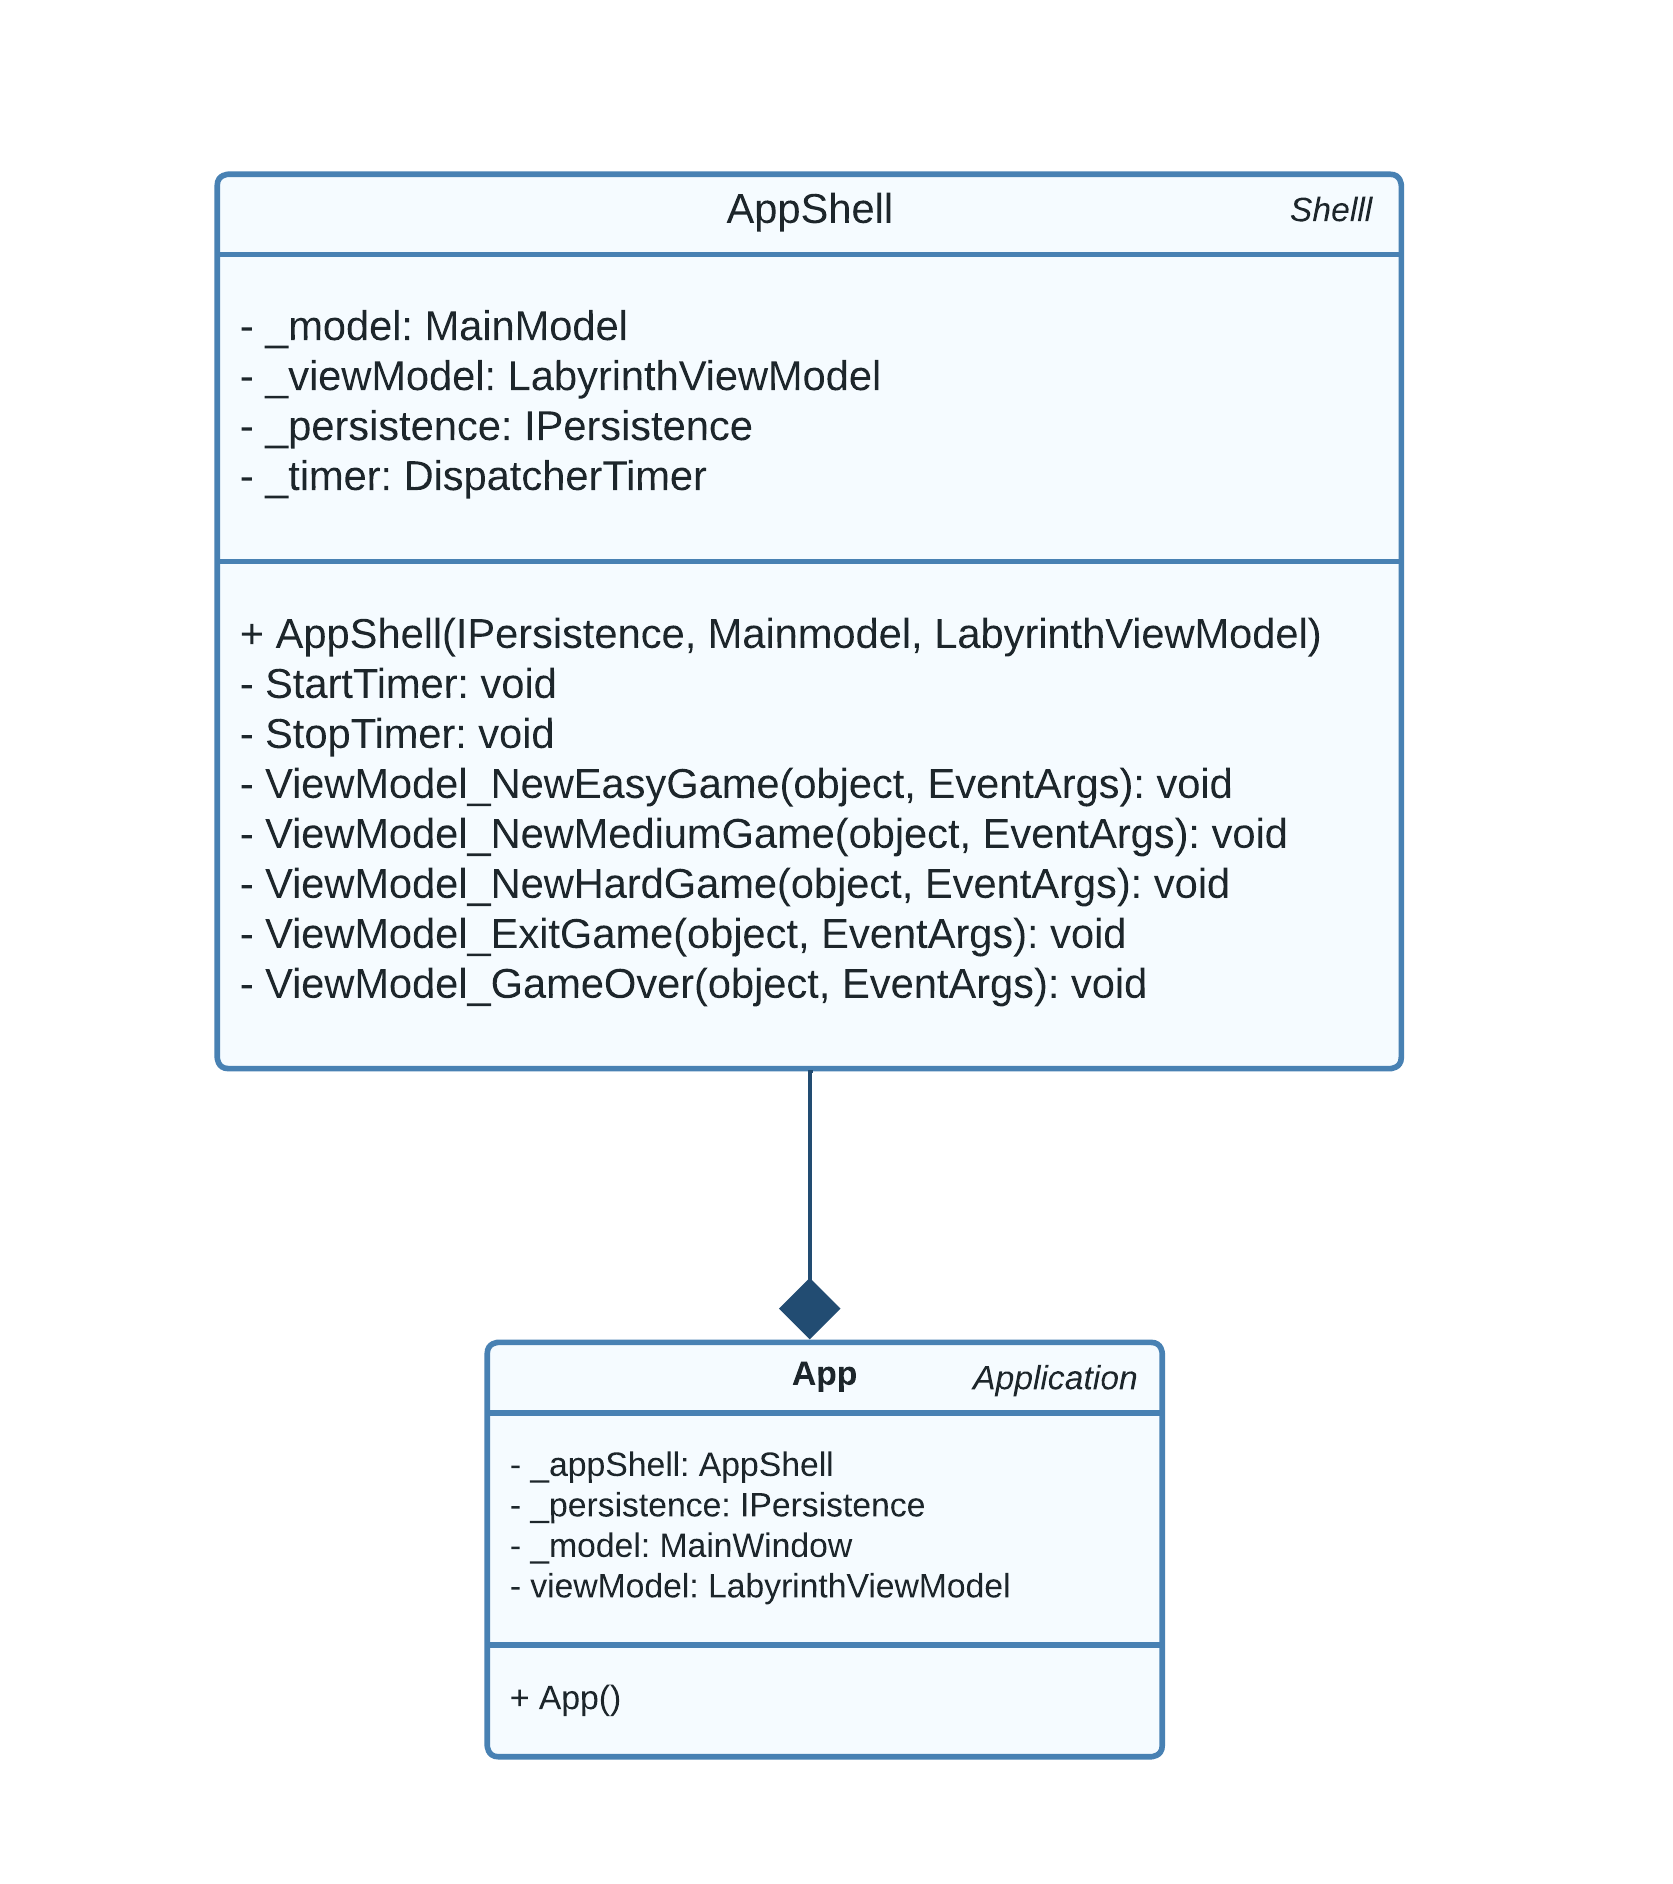 AppShell
Shelll
- _model: MainModel
- _viewModel: LabyrinthViewModel
- _persistence: IPersistence
- _timer: DispatcherTimer
+ AppShell(IPersistence, Mainmodel, LabyrinthViewModel)
- StartTimer: void
- StopTimer: void
- ViewModel_NewEasyGame(object, EventArgs): void
- ViewModel_NewMediumGame(object, EventArgs): void
- ViewModel_NewHardGame(object, EventArgs): void
- ViewModel_ExitGame(object, EventArgs): void
- ViewModel_GameOver(object, EventArgs): void
App
Application
- _appShell: AppShell
- _persistence: IPersistence
- _model: MainWindow
- viewModel: LabyrinthViewModel
+ App()